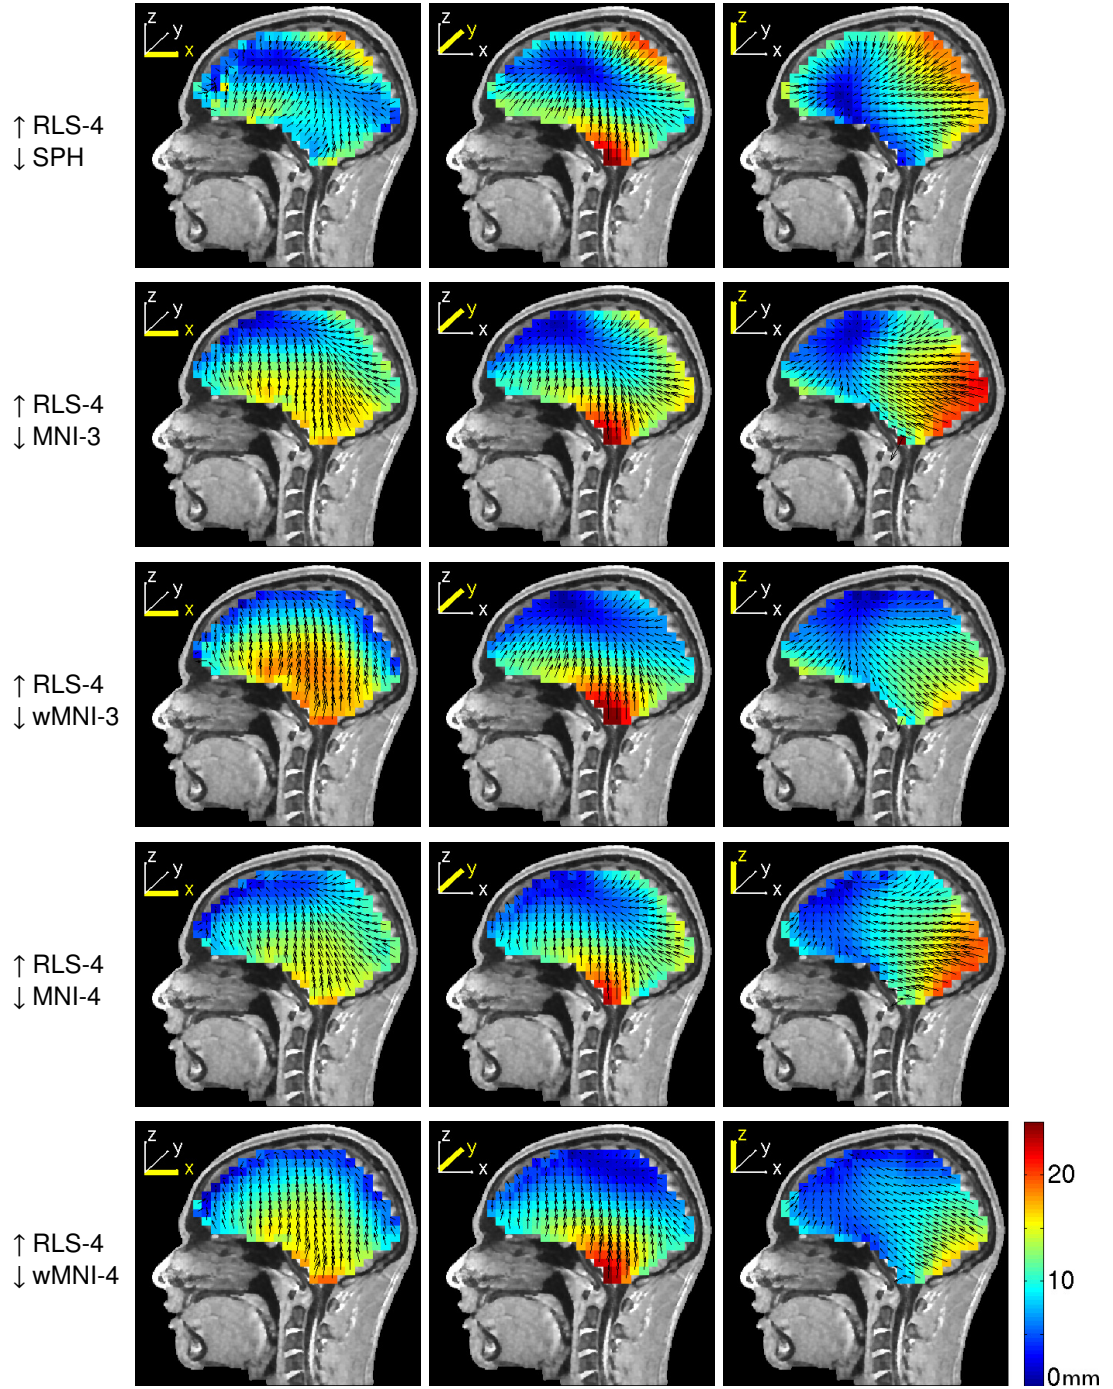 z y x z y x z y x
↑ RLS-4
↓ SPH
z y x z y x z y x
↑ RLS-4
↓ MNI-3
z y x z y x z y x
↑ RLS-4
↓ wMNI-3
z y x z y x z y x
↑ RLS-4
↓ MNI-4
z y x z y x z y x
↑ RLS-4
↓ wMNI-4
20
10
0mm